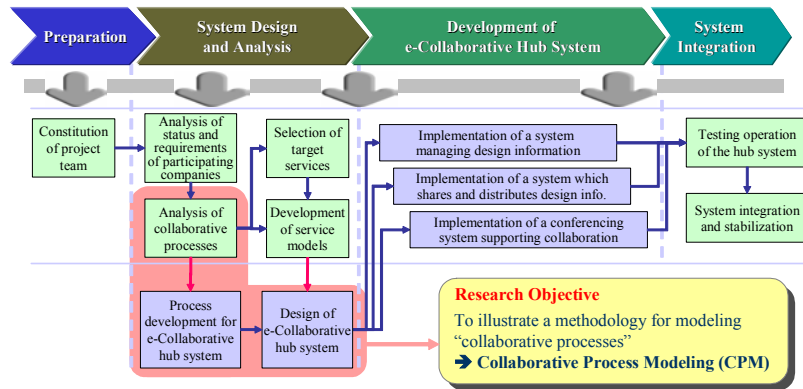 Preparation
System Design
and Analysis
Development of
e-Collaborative Hub System
System
Integration
Constitution
of project
team
Analysis of
status and
requirements
of participating
companies
Selection of
target
services
Analysis of
collaborative
processes
Development
of service
models
Process
development for
e-Collaborative
hub system
Design of
e-Collaborative
hub system
Implementation of a system
managing design information
Implementation of a system which
shares and distributes design info.
Implementation of a conferencing
system supporting collaboration
Testing operation
of the hub system
System integration
and stabilization
Research Objective
To illustrate a methodology for modeling
“collaborative processes”
➔ Collaborative Process Modeling (CPM)